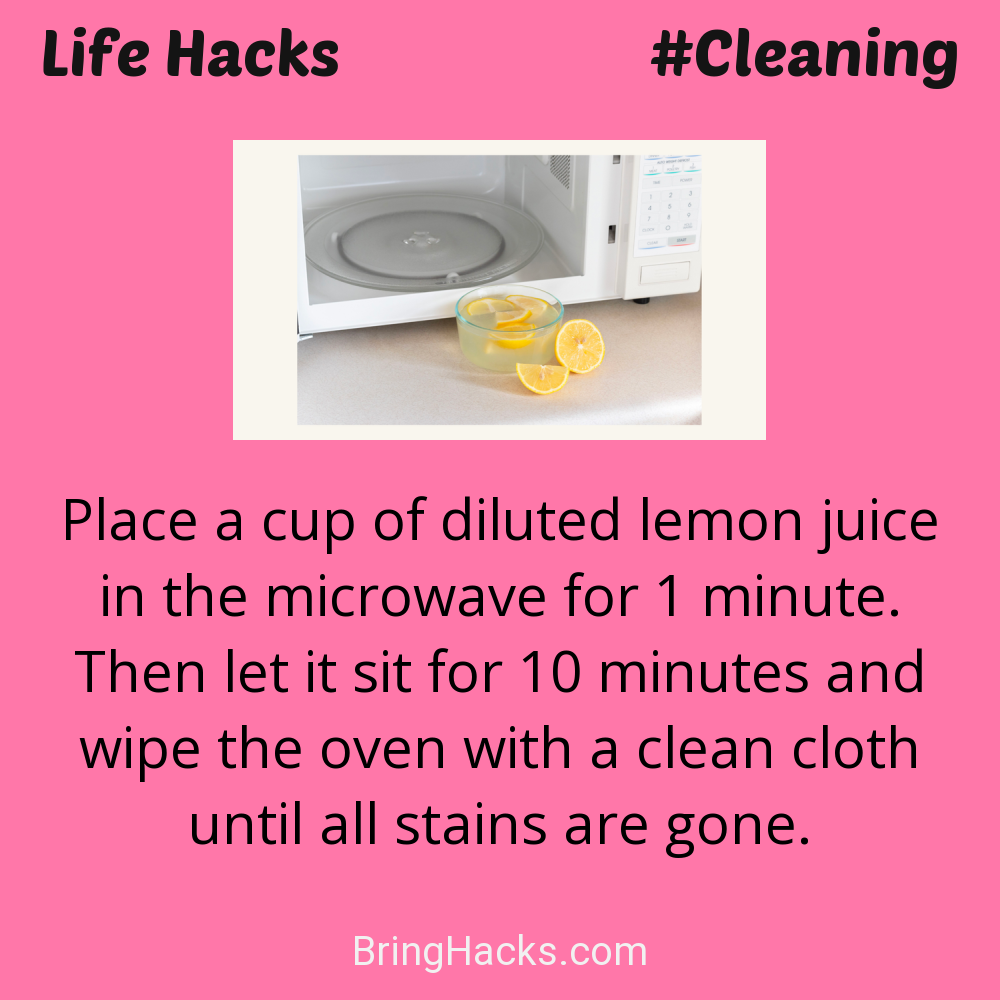 Life Hacks #Cleaning
Place a cup of diluted lemon juice
in the microwave for 1 minute.
Then let it sit for 10 minutes and
wipe the oven with a clean cloth
until all stains are gone.
BringHacks.com